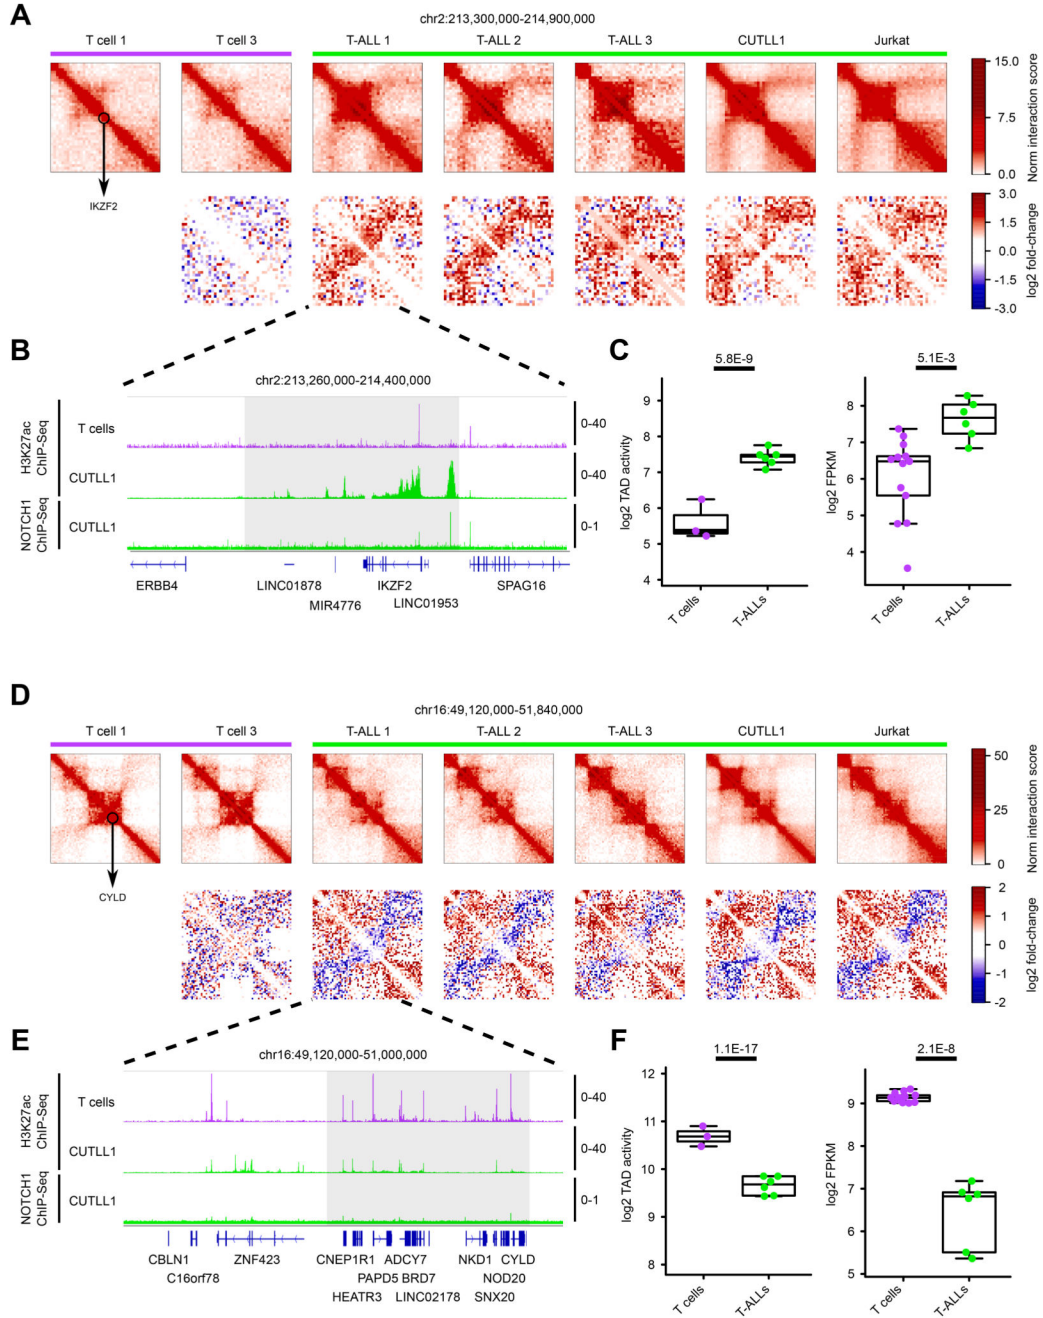 A
chr2:213,300,000-214,900,000
T cell 1
T cell 3
T-ALL 1
T-ALL 2
T-ALL 3
CUTLL1
Jurkat
IKZF2
15.0
7.5
0.0
Norm interaction score
3.0
1.5
0.0
-1.5
-3.0
log2 fold-change
B
chr2:213,260,000-214,400,000
H3K27ac
ChIP-Seq
T cells
0-40
CUTLL1
0-40
NOTCH1
ChIP-Seq
CUTLL1
0-1
ERBB4
LINC01878
IKZF2
SPAG16
MIR4776
LINC01953
C
5.8E-9
log2 TAD activity
9
8
7
6
5
4
T cells
T-ALLs
5.1E-3
log2 FPKM
8
7
6
5
4
T cells
T-ALLs
D
chr16:49,120,000-51,840,000
T cell 1
T cell 3
T-ALL 1
T-ALL 2
T-ALL 3
CUTLL1
Jurkat
CYLD
50
25
0
Norm interaction score
2
1
0
-1
-2
log2 fold-change
E
chr16:49,120,000-51,000,000
H3K27ac
ChIP-Seq
T cells
0-40
CUTLL1
0-40
NOTCH1
ChIP-Seq
CUTLL1
0-1
CBLN1
ZNF423
CNEP1R1
ADCY7
NKD1
CYLD
C16orf78
PAPD5
BRD7
NOD20
HEATR3
LINC02178
SNX20
F
1.1E-17
log2 TAD activity
12
11
10
9
8
T cells
T-ALLs
2.1E-8
log2 FPKM
9
8
7
6
5
T cells
T-ALLs